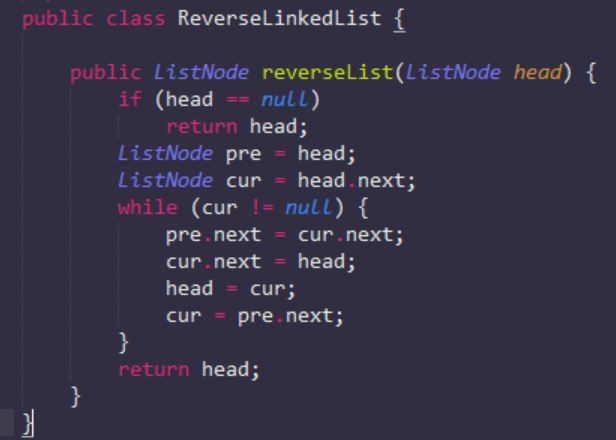 public class ReverseLinkedList {
    public ListNode reverseList(ListNode head) {
        if (head == null)
            return head;
        ListNode pre = head;
        ListNode cur = head.next;
        while (cur != null) {
            pre.next = cur.next;
            cur.next = head;
            head = cur;
            cur = pre.next;
        }
        return head;
    }
}